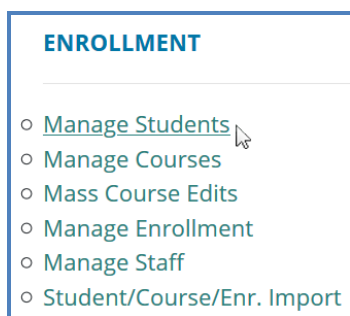 ENROLLMENT
Manage Students
Manage Courses
Mass Course Edits
Manage Enrollment
Manage Staff
Student/Course/Enr. Import